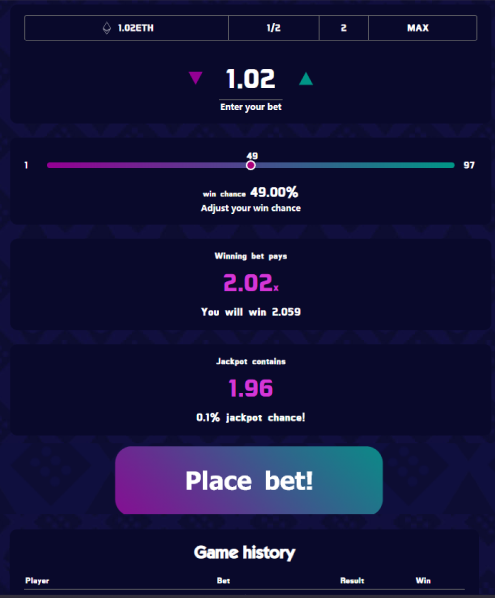 1.02ETH 1/2 2 MAX
1.02
Enter your bet
49
1 97
win chance 49.00%
Adjust your win chance
Winning bet pays
2.02x
You will win 2.059
Jackpot contains
1.96
0.1% jackpot chance!
Place bet!
Game history
Player Bet Result Win